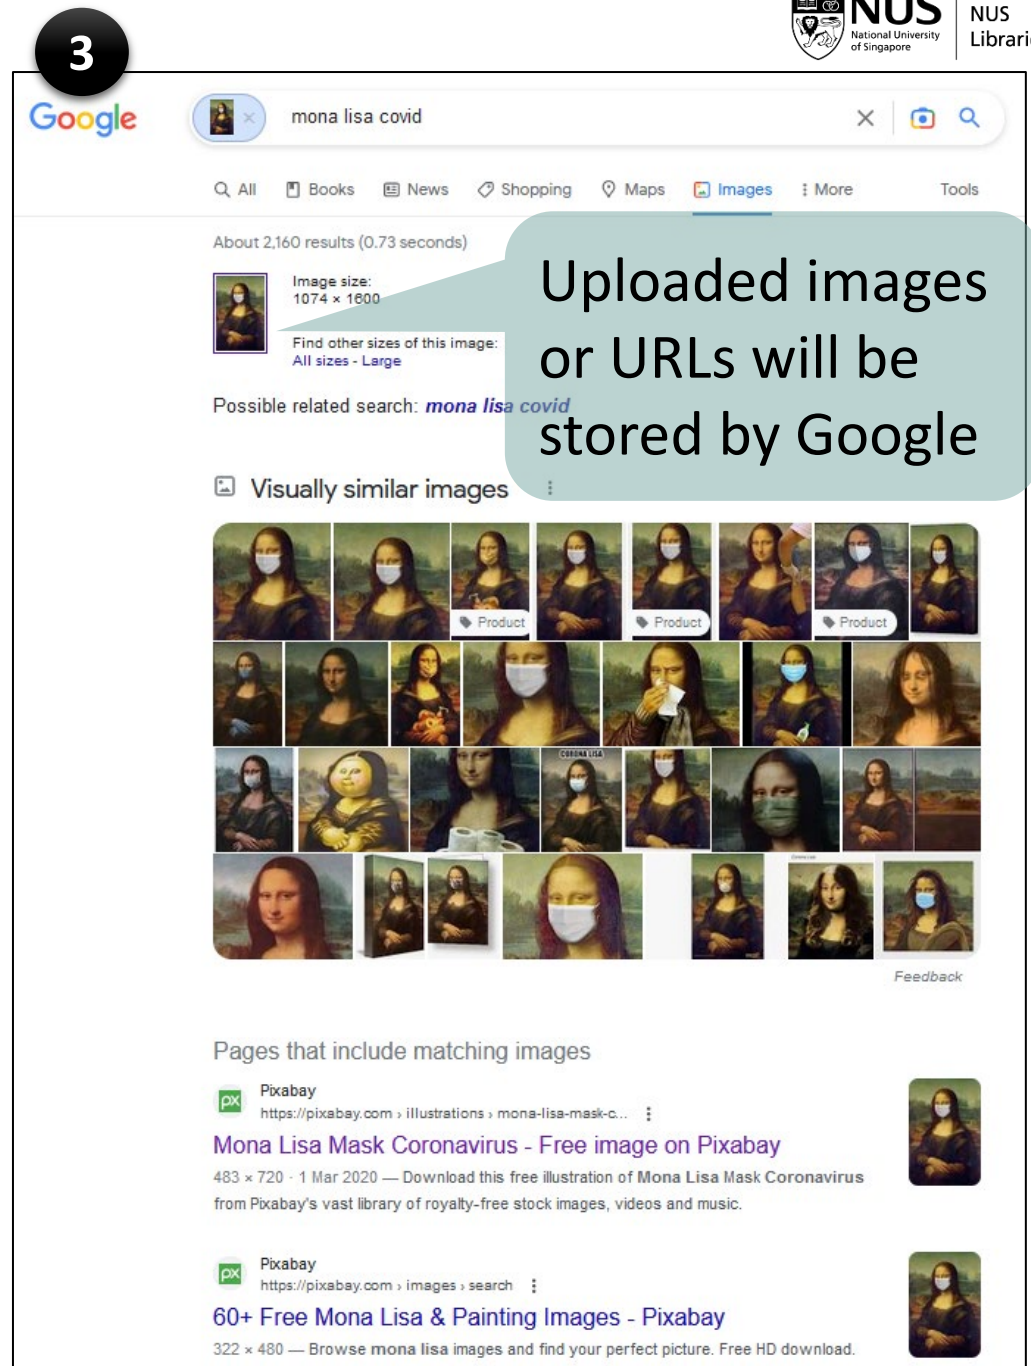 3
NUS
National University
of Singapore
NUS
Libraries
Google
mona lisa covid
All Books News Shopping Maps Images More Tools
About 2,160 results (0.73 seconds)
Image size:
1074 × 1600
Find other sizes of this image:
All sizes - Large
Possible related search: mona lisa covid
Uploaded images
or URLs will be
stored by Google
Visually similar images
Product Product Product
CORONA LISA
Feedback
Pages that include matching images
Pixabay
https://pixabay.com › illustrations › mona-lisa-mask-c...
Mona Lisa Mask Coronavirus - Free image on Pixabay
483 × 720 · 1 Mar 2020 — Download this free illustration of Mona Lisa Mask Coronavirus
from Pixabay's vast library of royalty-free stock images, videos and music.
Pixabay
https://pixabay.com › images › search
60+ Free Mona Lisa & Painting Images - Pixabay
322 × 480 — Browse mona lisa images and find your perfect picture. Free HD download.